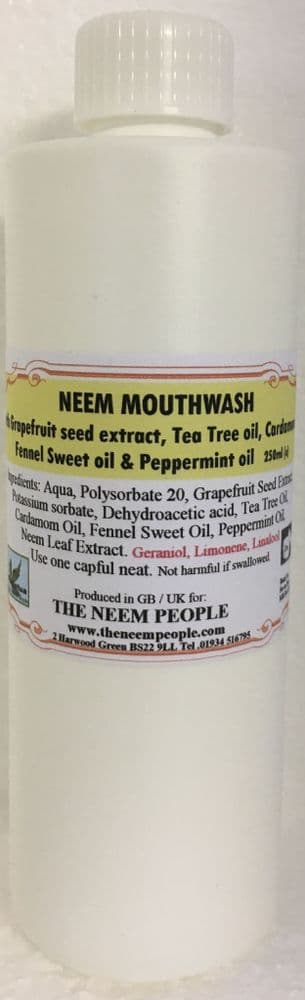 NEEM MOUTHWASH
Grapefruit seed extract, Tea Tree oil, Cardamo
Fennel Sweet oil & Peppermint oil 250ml (e)
gredients: Aqua, Polysorbate 20, Grapefruit Seed Extract
Potassium sorbate, Dehydroacetic acid, Tea Tree Oil,
Cardamom Oil, Fennel Sweet Oil, Peppermint Oil,
Neem Leaf Extract. Geraniol, Limonene, Linalool
Use one capful neat. Not harmful if swallowed.
Produced in GB / UK for:
THE NEEM PEOPLE
www.theneempeople.com
2 Harwood Green BS22 9LL Tel .01934 516795